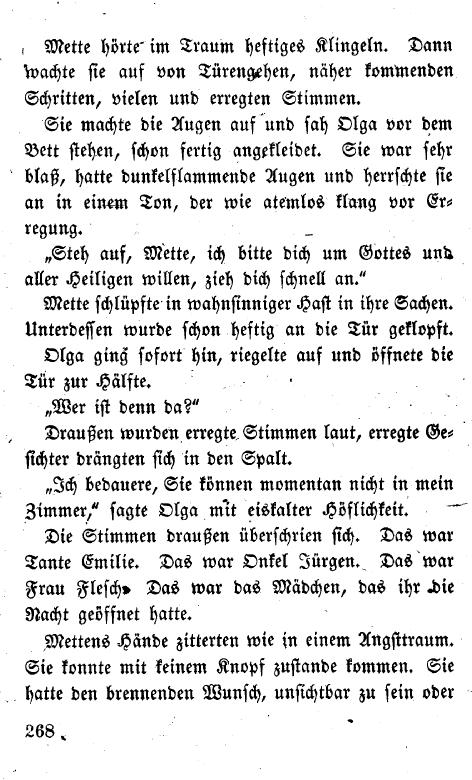 Mette hörte im Traum heftiges Klingeln. Dann
wachte sie auf von Türengehen, näher kommenden
Schritten, vielen und erregten Stimmen.
Sie machte die Augen auf und sah Olga vor dem
Bett stehen, schon fertig angekleidet. Sie war sehr
blaß, hatte dunkelflammende Augen und herrschte sie
an in einem Ton, der wie atemlos klang vor Er-
regung.
„Steh auf, Mette, ich bitte dich um Gottes und
aller Heiligen willen, zieh dich schnell an.“
Mette schlüpfte in wahnsinniger Hast in ihre Sachen.
Unterdessen wurde schon heftig an die Tür geklopft.
Olga ging sofort hin, riegelte auf und öffnete die
Tür zur Hälfte.
„Wer ist denn da?“
Draußen wurden erregte Stimmen laut, erregte Ge-
sichter drängten sich in den Spalt.
„Ich bedauere, Sie können momentan nicht in mein
Zimmer,“ sagte Olga mit eiskalter Höflichkeit.
Die Stimmen draußen überschrien sich. Das war
Tante Emilie. Das war Onkel Jürgen. Das war
Frau Flesch. Das war das Mädchen, das ihr die
Nacht geöffnet hatte.
Mettens Hände zitterten wie in einem Angsttraum.
Sie konnte mit keinem Knopf zustande kommen. Sie
hatte den brennenden Wunsch, unsichtbar zu sein oder
268